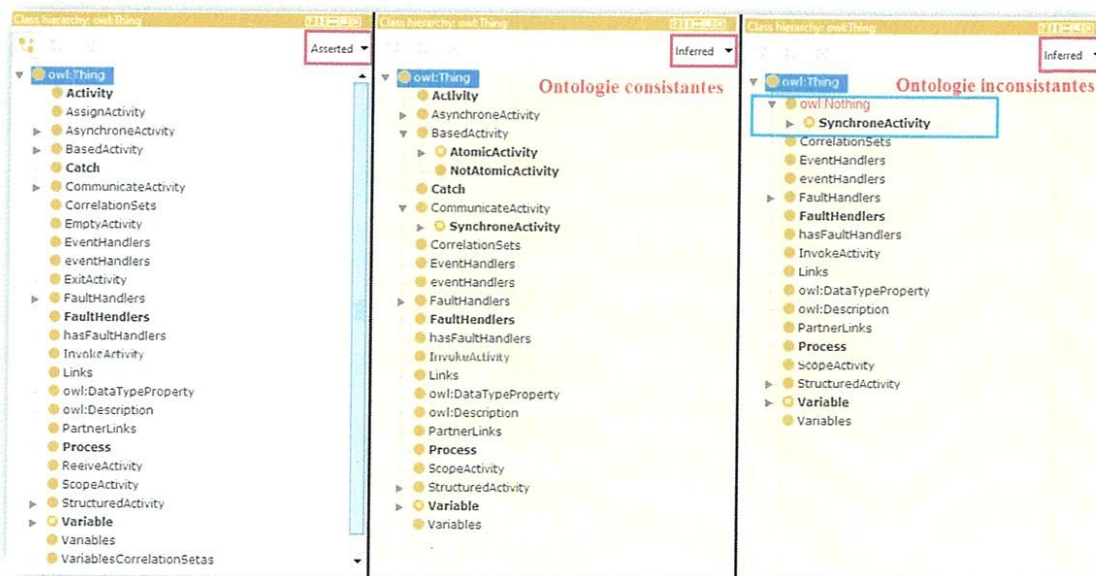 Class hierarchy: owl:Thing
Asserted
owl:Thing
Activity
AssignActivity
AsynchroneActivity
BasedActivity
Catch
CommunicateActivity
CorrelationSets
EmptyActivity
EventHandlers
eventHandlers
ExitActivity
FaultHandlers
FaultHendlers
hasFaultHandlers
InvokeActivity
Links
owl:DataTypeProperty
owl:Description
PartnerLinks
Process
ReeiveActivity
ScopeActivity
StructuredActivity
Variable
Variables
VariablesCorrelationSetas
Class hierarchy: owl:Thing
Inferred
owl:Thing
Ontologie consistantes
Activity
AsynchroneActivity
BasedActivity
AtomicActivity
NotAtomicActivity
Catch
CommunicateActivity
SynchroneActivity
CorrelationSets
EventHandlers
eventHandlers
FaultHandlers
FaultHendlers
hasFaultHandlers
InvokeActivity
Links
owl:DataTypeProperty
owl:Description
PartnerLinks
Process
ScopeActivity
StructuredActivity
Variable
Variables
Class hierarchy: owl:Thing
Inferred
owl:Thing
Ontologie inconsistantes
owl:Nothing
SynchroneActivity
CorrelationSets
EventHandlers
eventHandlers
FaultHandlers
FaultHendlers
hasFaultHandlers
InvokeActivity
Links
owl:DataTypeProperty
owl:Description
PartnerLinks
Process
ScopeActivity
StructuredActivity
Variable
Variables